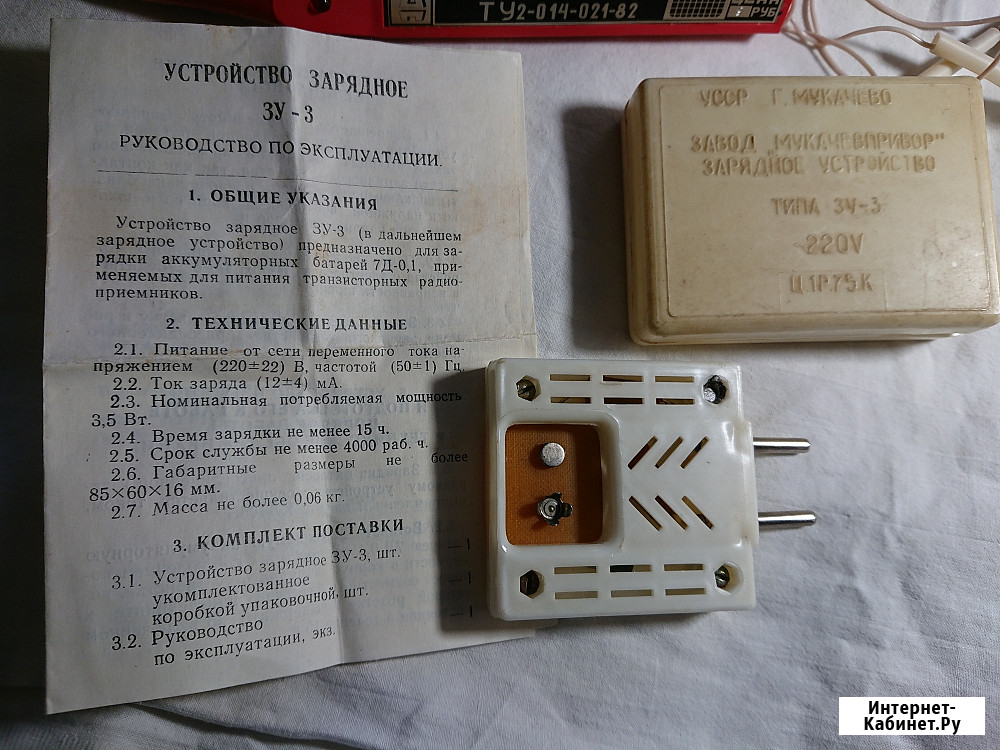 ТУ2-014-021-82
РУБ
УСТРОЙСТВО ЗАРЯДНОЕ
ЗУ-3
РУКОВОДСТВО ПО ЭКСПЛУАТАЦИИ.
1. ОБЩИЕ УКАЗАНИЯ
Устройство зарядное ЗУ-3 (в дальнейшем
зарядное устройство) предназначено для за-
рядки аккумуляторных батарей 7Д-0,1, при-
меняемых для питания транзисторных радио-
приемников.
2. ТЕХНИЧЕСКИЕ ДАННЫЕ
2.1. Питание от сети переменного тока на-
пряжением (220±22) В, частотой (50±1) Гц.
2.2. Ток заряда (12±4) мА.
2.3. Номинальная потребляемая мощность
3,5 Вт.
2.4. Время зарядки не менее 15 ч.
2.5. Срок службы не менее 4000 раб. ч.
2.6. Габаритные размеры не более
85×60×16 мм.
2.7. Масса не более 0,06 кг.
3. КОМПЛЕКТ ПОСТАВКИ
3.1. Устройство зарядное ЗУ-3, шт. —1
укомплектованное
коробкой упаковочной, шт. —1
3.2. Руководство
по эксплуатации, экз. —1
УССР Г. МУКАЧЕВО
ЗАВОД „МУКАЧЕВПРИБОР"
ЗАРЯДНОЕ УСТРОЙСТВО
ТИПА ЗУ-3
220V
Ц.1Р.75К
Интернет-
Кабинет.Ру